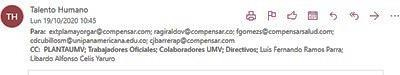 TH
Talento Humano
Lun 19/10/2020 10:45
Para: extplamayorgar@compensar.com; ragiraldov@compensar.co; fgomezs@compensarsalud.com;
cdcubillosm@unipanamericana.edu.co; cjbarrerap@compensar.com
CC: PLANTAUMV; Trabajadores Oficiales; Colaboradores UMV; Directivos; Luis Fernando Ramos Parra;
Libardo Alfonso Celis Yaruro